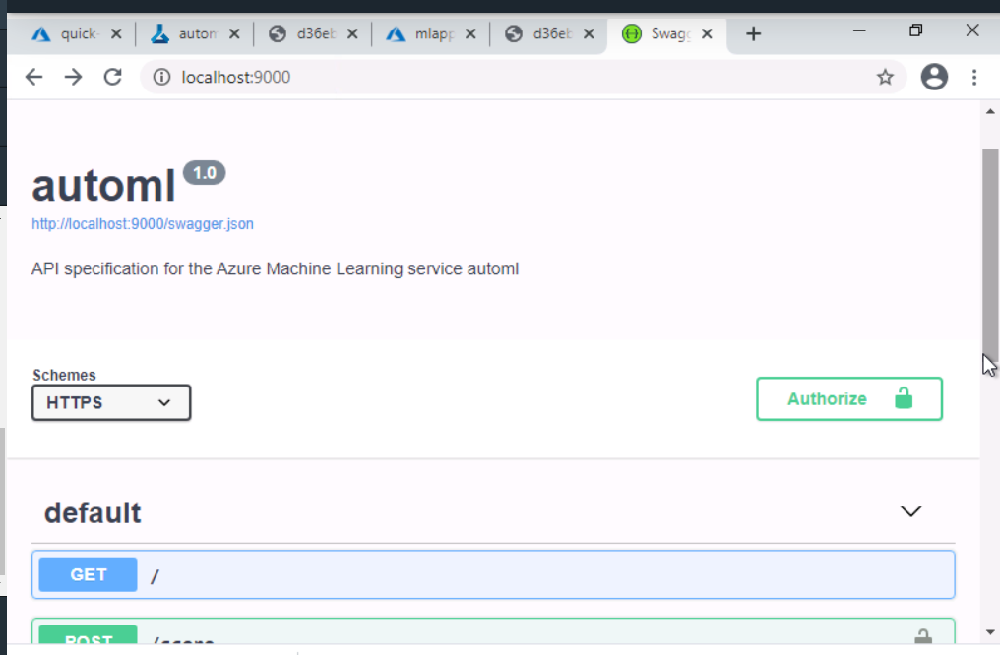 quick-
autom
d36eb
mlapp
d36eb
Swagg
localhost:9000
automl 1.0
http://localhost:9000/swagger.json
API specification for the Azure Machine Learning service automl
Schemes
HTTPS
Authorize
default
GET /
POST /score